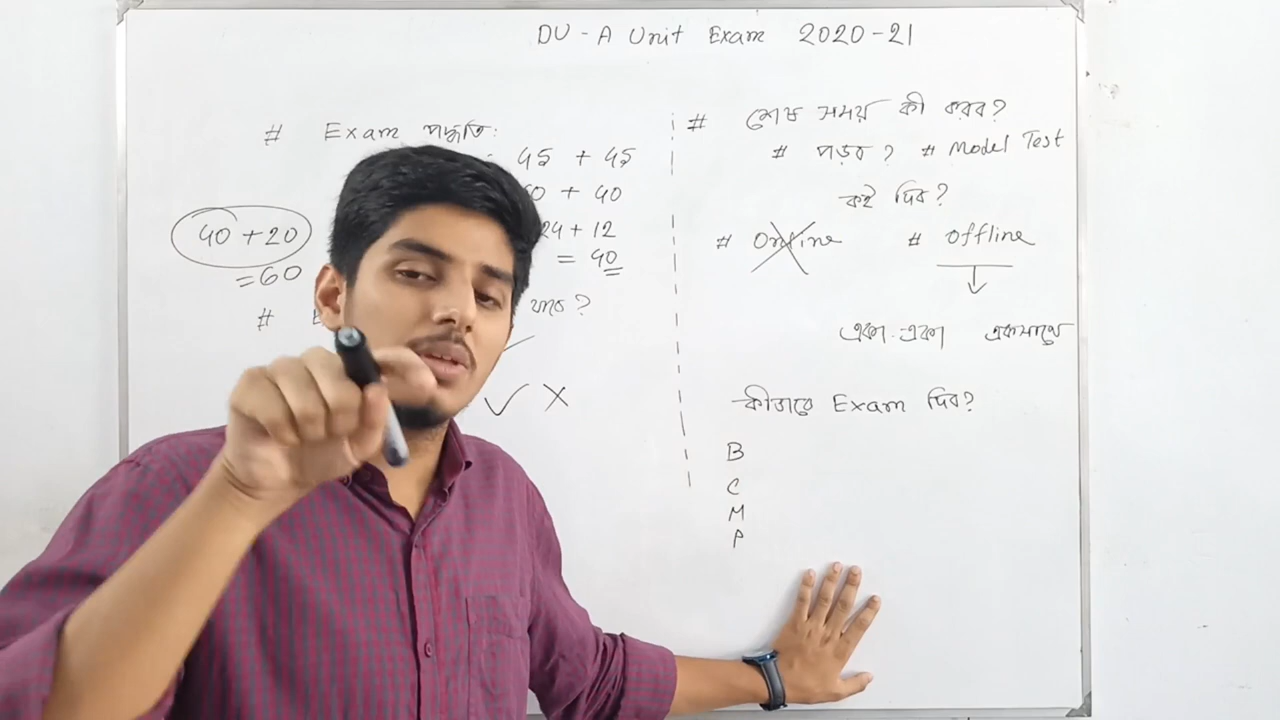 DU - A Unit Exam 2020-21
# Exam পদ্ধতি:
45 + 45
+ 40
40 + 20
24 + 12
= 60
= 40
#
?
# শেষ সময় কী করব?
# পড়ব? # Model Test
কই দিব?
# Online # Offline
একা-একা একসাথে
কীভাবে Exam দিব?
B
C
M
P